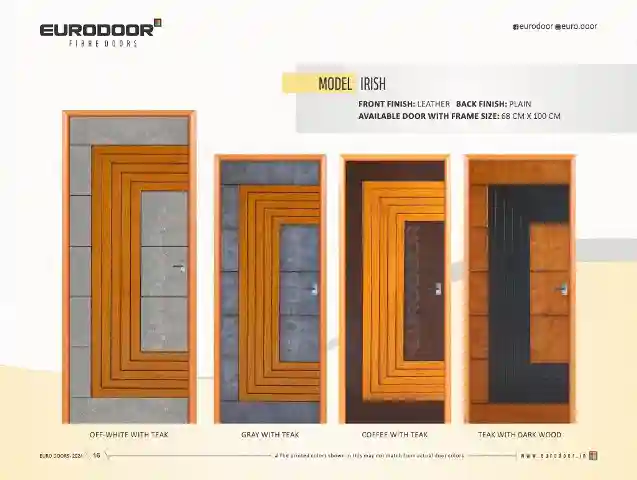 EURODOOR
FIBRE DOORS
eurodoor euro.door
MODEL IRISH
FRONT FINISH: LEATHER BACK FINISH: PLAIN
AVAILABLE DOOR WITH FRAME SIZE: 68 CM X 100 CM
OFF-WHITE WITH TEAK
GRAY WITH TEAK
COFFEE WITH TEAK
TEAK WITH DARK WOOD
EURO DOORS-2024 16
# The printed colors shown in this may not match from actual door colors
www.eurodoor.in